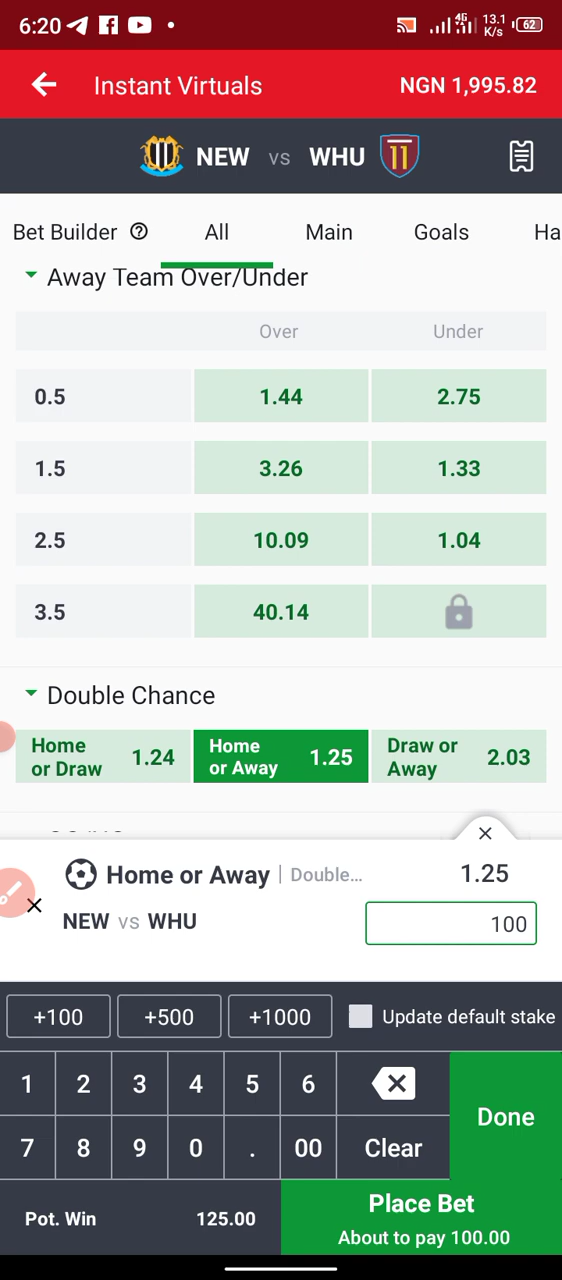 6:20 4G 13.1 K/s 62
Instant Virtuals NGN 1,995.82
NEW vs WHU
Bet Builder ? All Main Goals Ha
Away Team Over/Under
Over Under
0.5 1.44 2.75
1.5 3.26 1.33
2.5 10.09 1.04
3.5 40.14
Double Chance
Home or Draw 1.24 Home or Away 1.25 Draw or Away 2.03
Home or Away | Double... 1.25
NEW vs WHU 100
+100 +500 +1000 Update default stake
1 2 3 4 5 6
Done
7 8 9 0 . 00 Clear
Pot. Win 125.00 Place Bet
About to pay 100.00